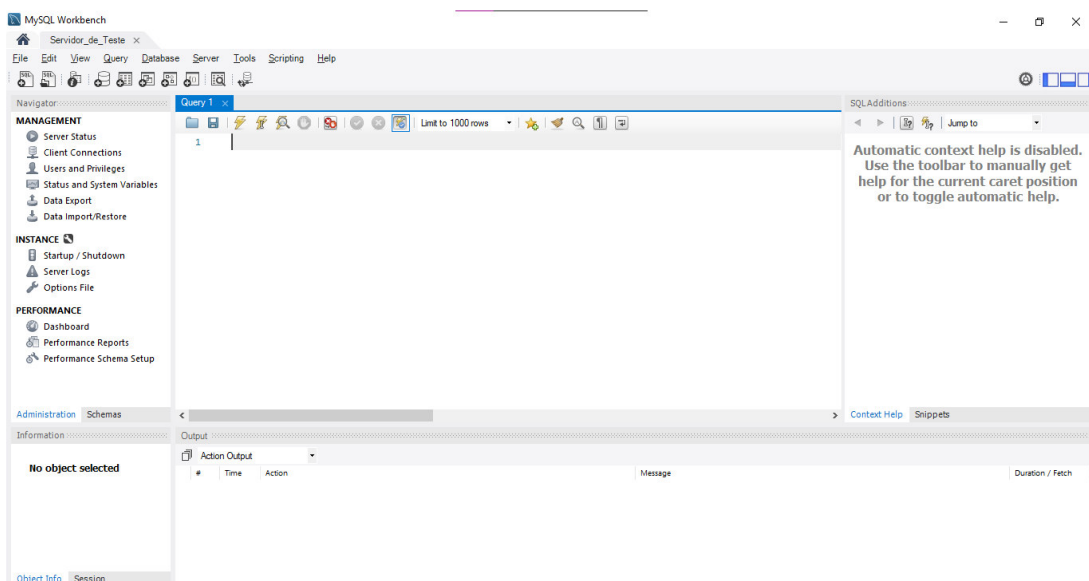 MySQL Workbench
Servidor_de_Teste
File Edit View Query Database Server Tools Scripting Help
Navigator
MANAGEMENT
Server Status
Client Connections
Users and Privileges
Status and System Variables
Data Export
Data Import/Restore
INSTANCE
Startup / Shutdown
Server Logs
Options File
PERFORMANCE
Dashboard
Performance Reports
Performance Schema Setup
Administration Schemas
Query 1
Limit to 1000 rows
1
SQLAdditions
Jump to
Automatic context help is disabled.
Use the toolbar to manually get
help for the current caret position
or to toggle automatic help.
Context Help Snippets
Information
No object selected
Object Info Session
Output
Action Output
# Time Action Message Duration / Fetch